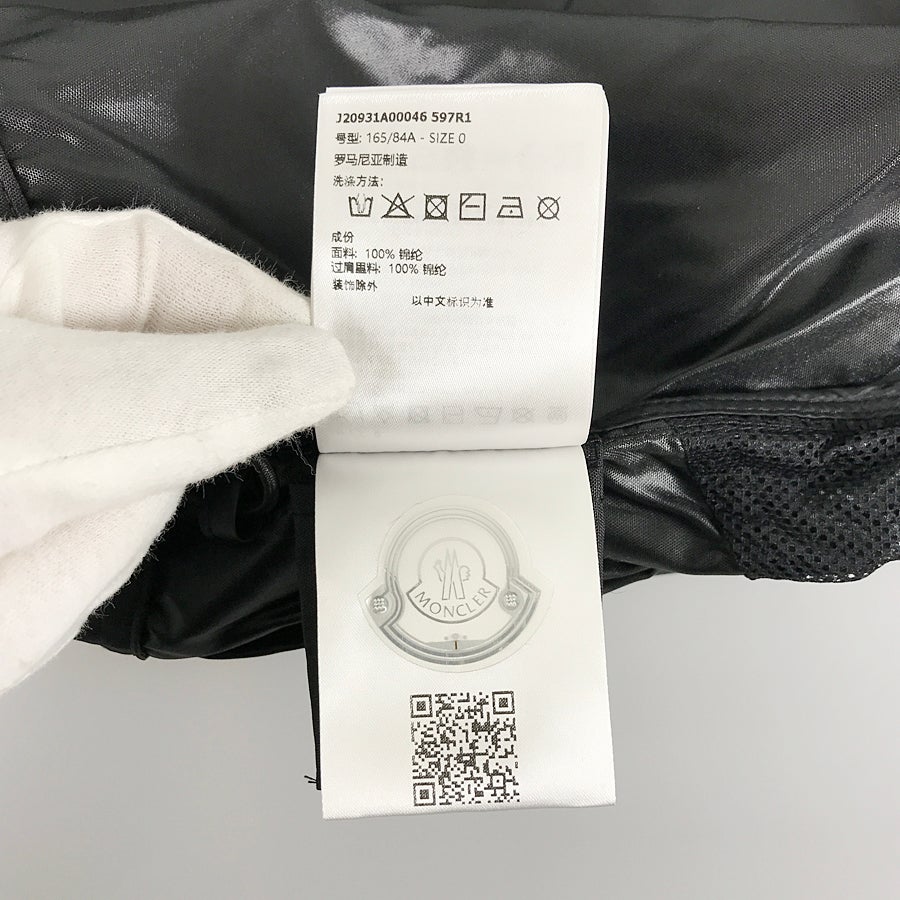 J20931A00046 597R1
号型: 165/84A - SIZE 0
罗马尼亚制造
洗涤方法:
成份
面料: 100% 锦纶
过肩里料: 100% 锦纶
装饰除外
以中文标识为准
MONCLER